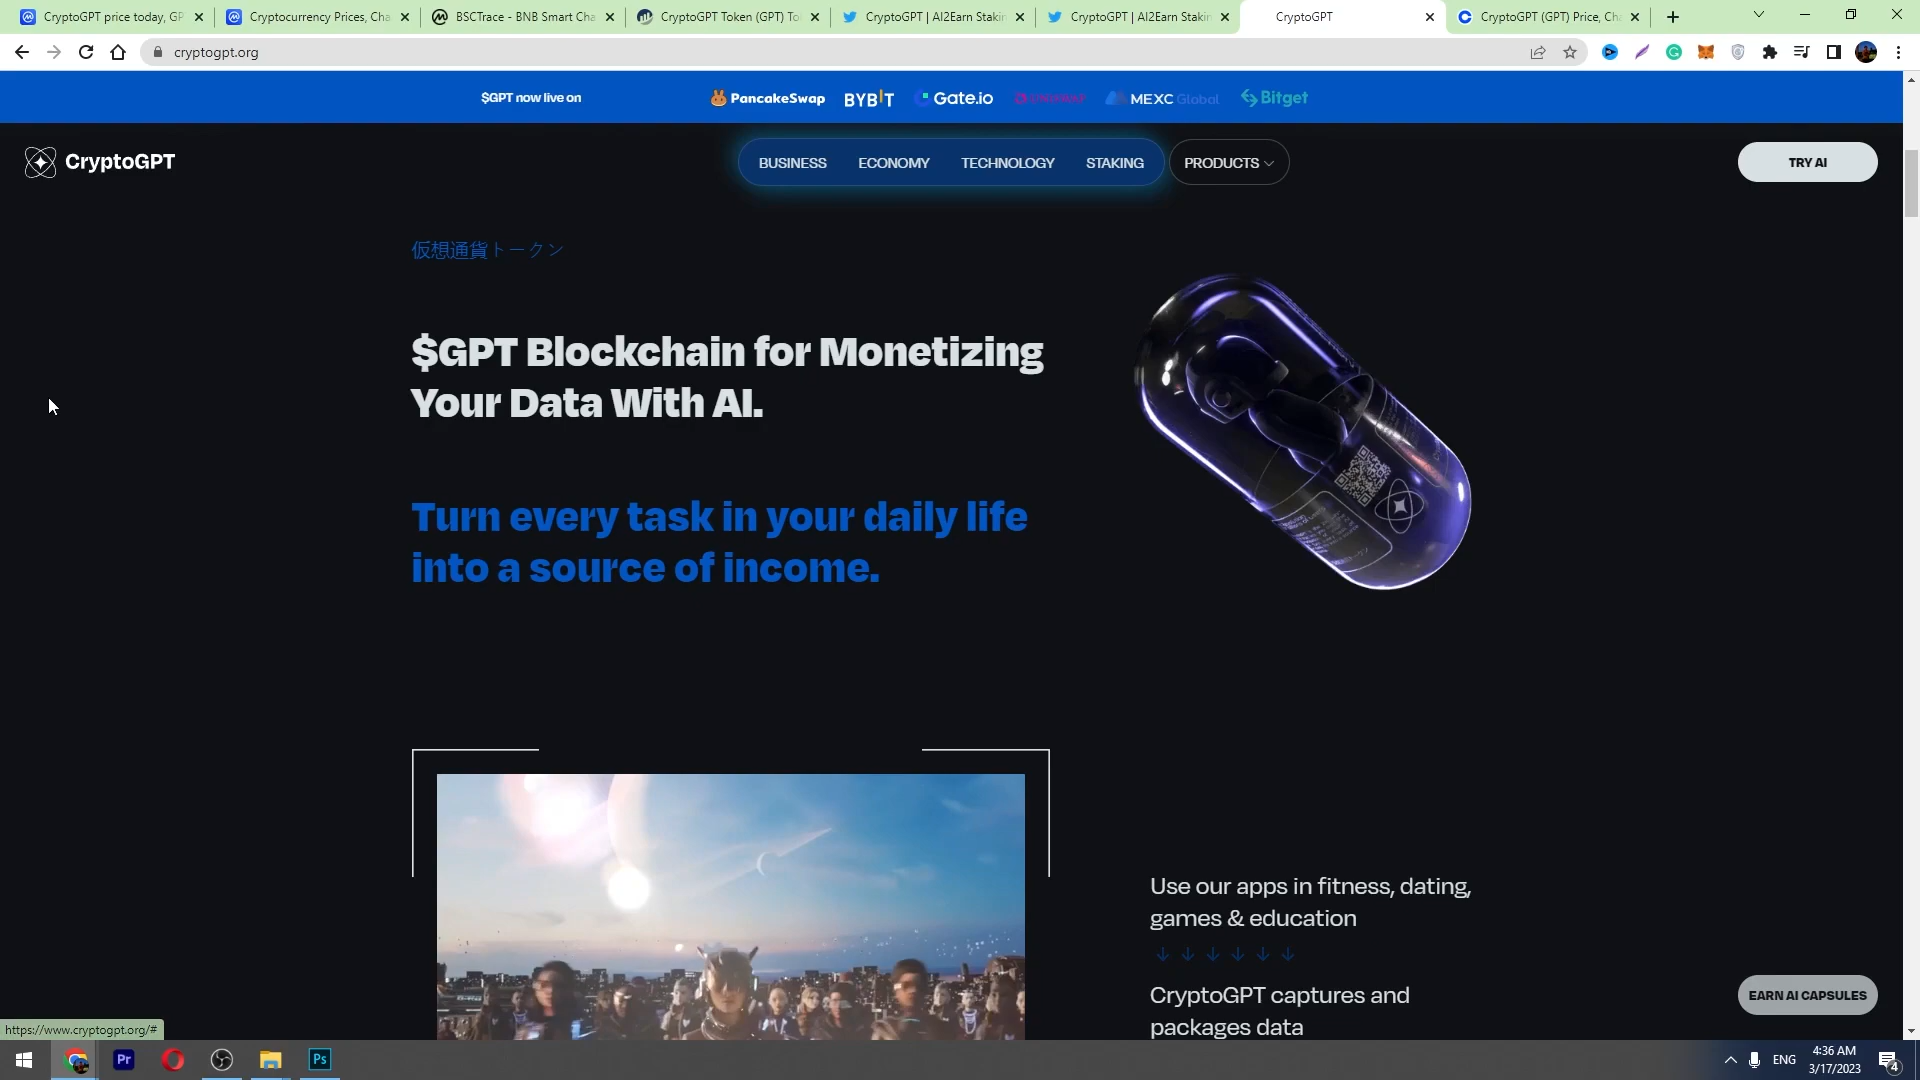 CryptoGPT price today, GP
Cryptocurrency Prices, Cha
BSCTrace - BNB Smart Cha
CryptoGPT Token (GPT) To
CryptoGPT | AI2Earn Stakin
CryptoGPT | AI2Earn Stakin
CryptoGPT
CryptoGPT (GPT) Price, Ch
cryptogpt.org
$GPT now live on
PancakeSwap
BYBIT
Gate.io
MEXC Global
Bitget
CryptoGPT
BUSINESS
ECONOMY
TECHNOLOGY
STAKING
PRODUCTS
TRY AI
仮想通貨トークン
$GPT Blockchain for Monetizing
Your Data With AI.
Turn every task in your daily life
into a source of income.
Use our apps in fitness, dating,
games & education
CryptoGPT captures and
packages data
EARN AI CAPSULES
https://www.cryptogpt.org/#
Pr
Ps
ENG
4:36 AM
3/17/2023
4